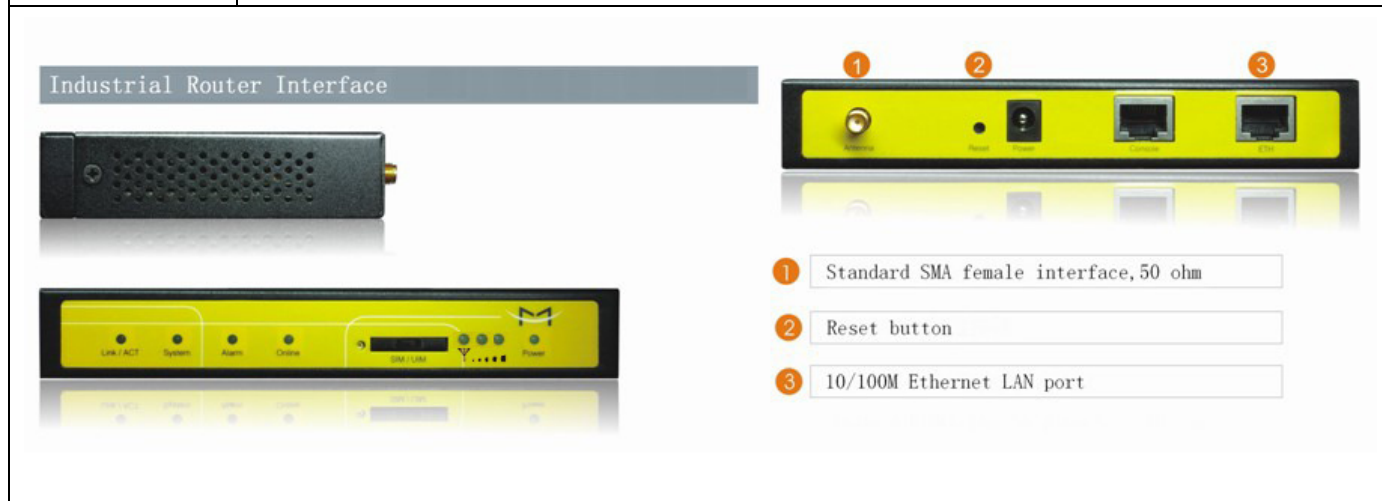 Industrial Router Interface
1
2
3
Antenna
Reset
Power
Console
ETH
1 Standard SMA female interface,50 ohm
2 Reset button
3 10/100M Ethernet LAN port
Link / ACT
System
Alarm
Online
SIM / UIM
Power